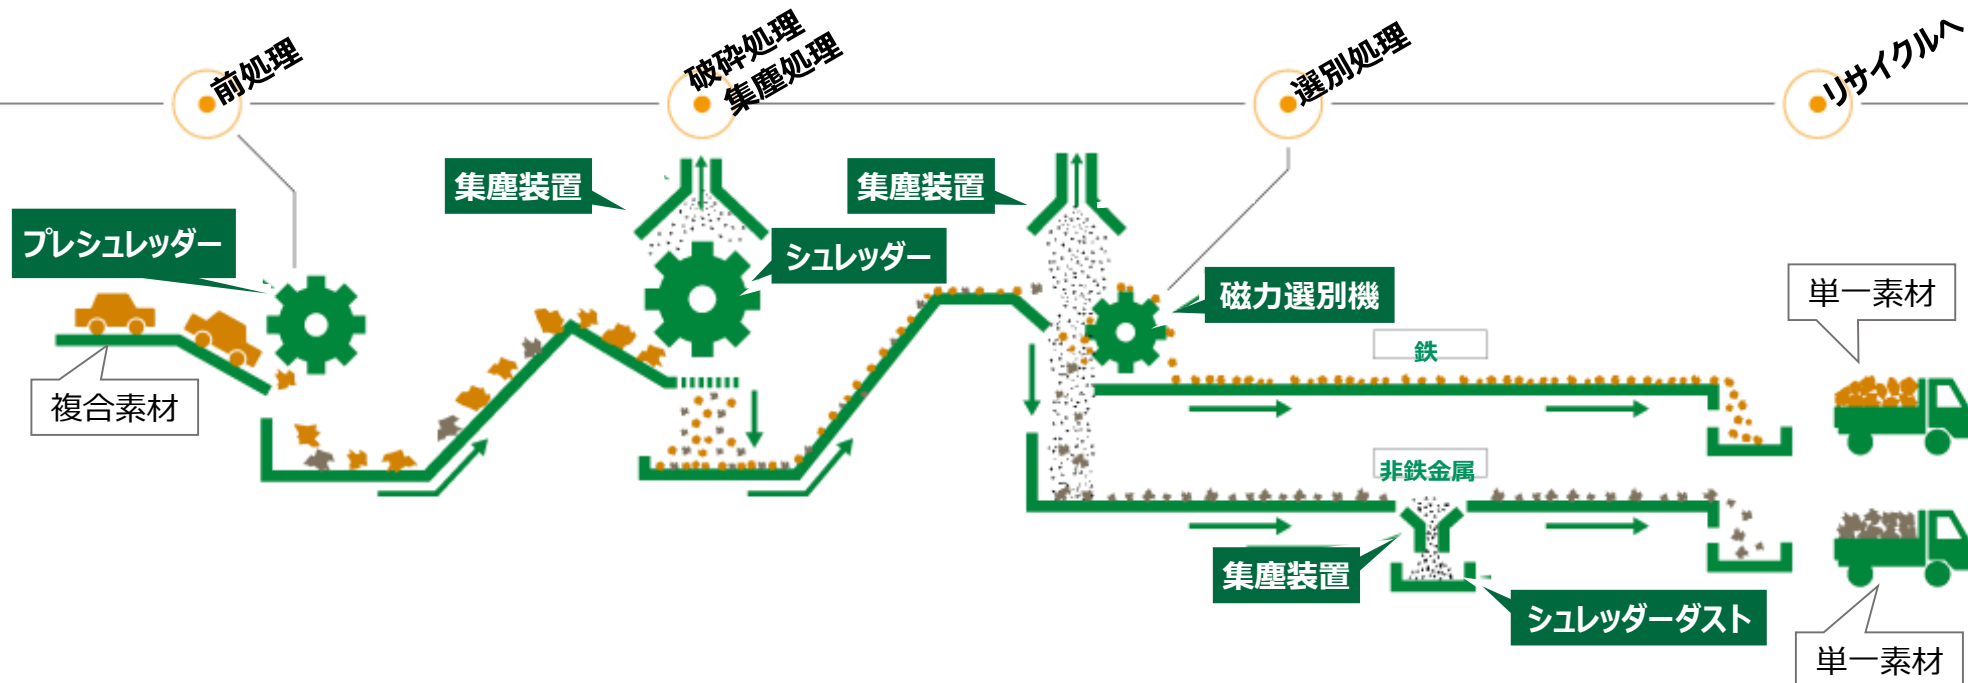 前処理
破砕処理
集塵処理
選別処理
リサイクルへ
集塵装置
集塵装置
プレシュレッダー
シュレッダー
磁力選別機
単一素材
鉄
複合素材
非鉄金属
集塵装置
シュレッダーダスト
単一素材